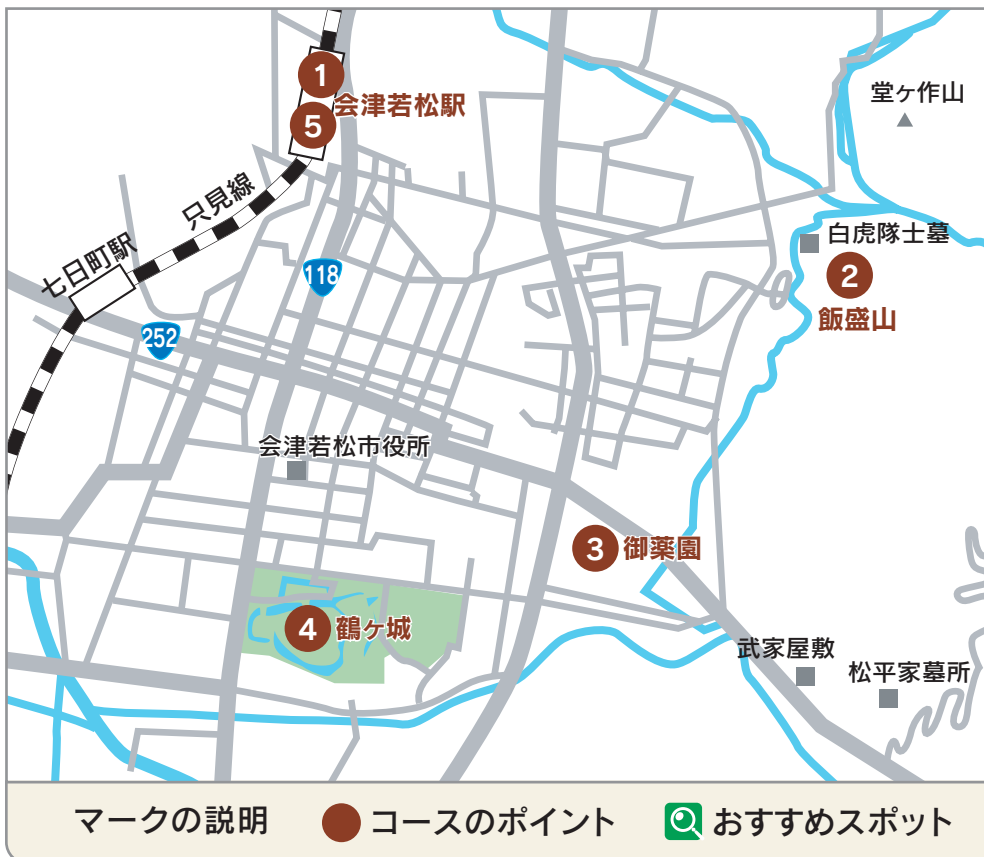 堂ヶ作山
1
会津若松駅
5
只見線
七日町駅
白虎隊士墓
2
飯盛山
118
252
会津若松市役所
3 御薬園
4 鶴ヶ城
武家屋敷
松平家墓所
マークの説明 コースのポイント おすすめスポット